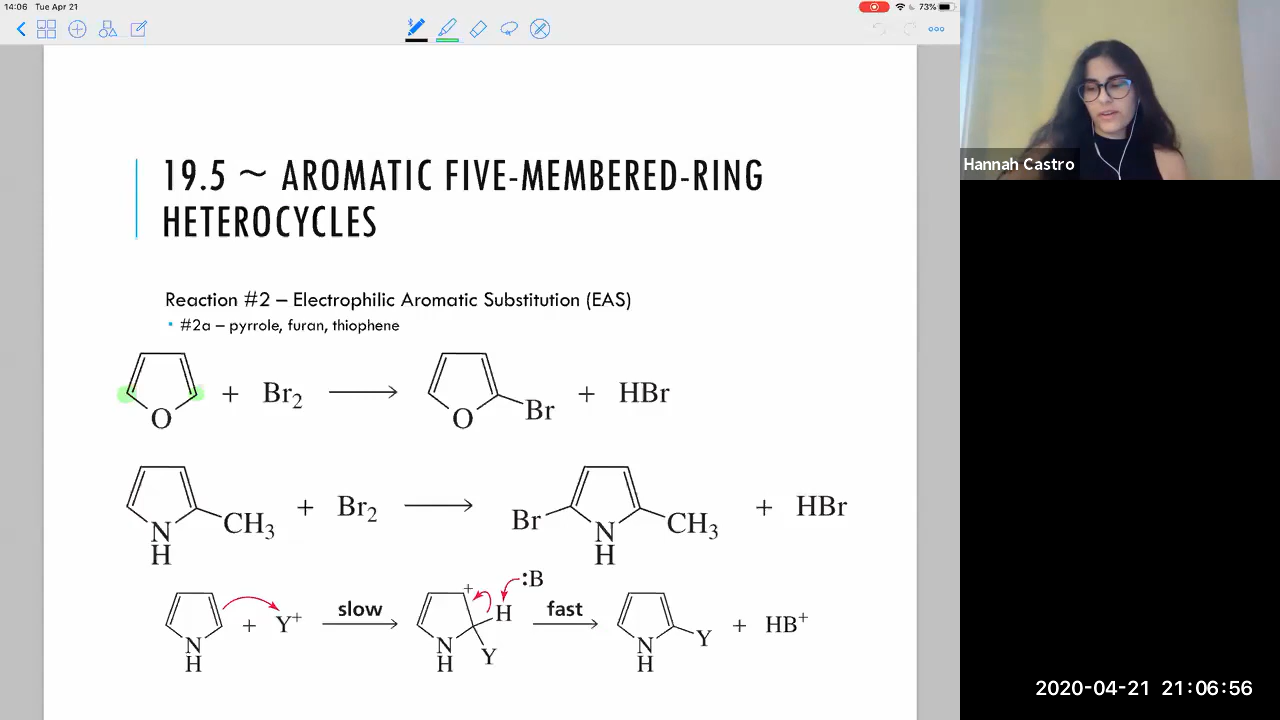 14:06 Tue Apr 21
73%
Hannah Castro
19.5 ~ AROMATIC FIVE-MEMBERED-RING
HETEROCYCLES
Reaction #2 – Electrophilic Aromatic Substitution (EAS)
▪ #2a – pyrrole, furan, thiophene
O + Br₂ ⟶ O Br + HBr
N H CH₃ + Br₂ ⟶ Br N H CH₃ + HBr
N H + Y⁺ slow ⟶ + H :B N H Y fast ⟶ N H Y + HB⁺
2020-04-21 21:06:56